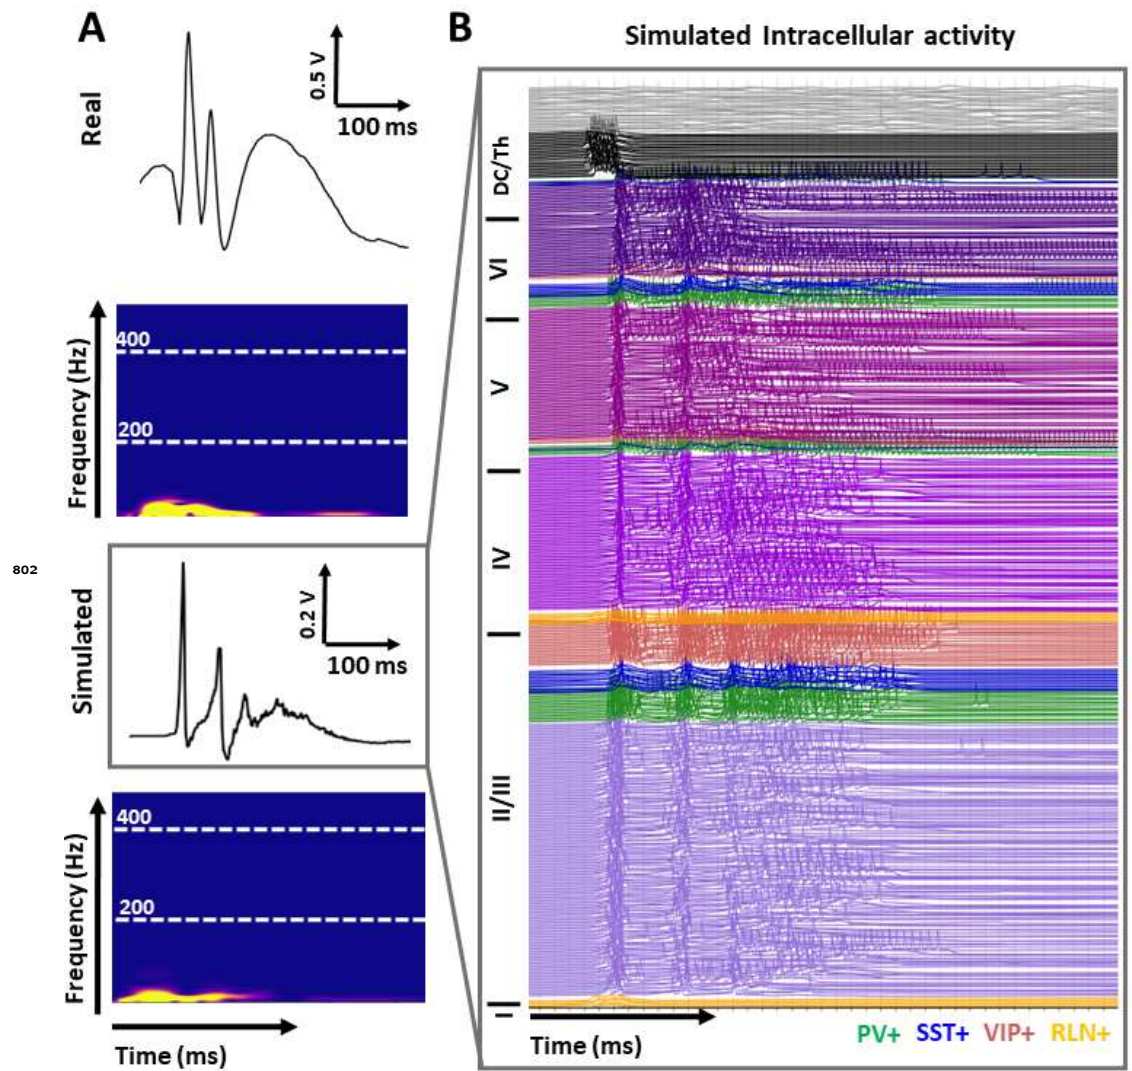 A
B
Simulated Intracellular activity
Real
0.5 V
100 ms
Frequency (Hz)
400
200
802
Simulated
0.2 V
100 ms
Frequency (Hz)
400
200
Time (ms)
DC/Th
VI
V
IV
II/III
I
Time (ms)
PV+ SST+ VIP+ RLN+